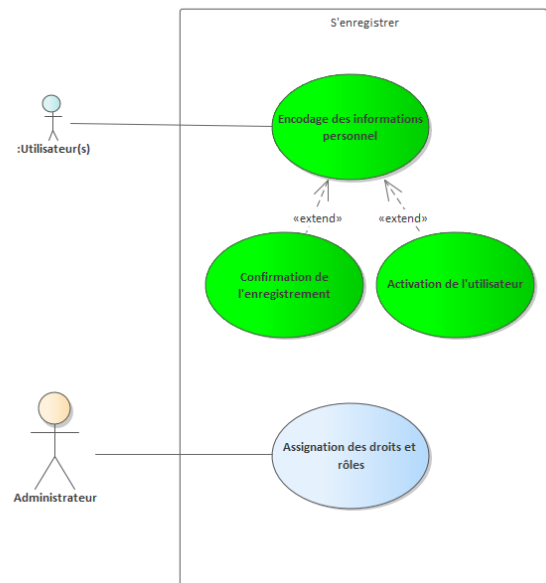 S'enregistrer
Encodage des informations
personnel
:Utilisateur(s)
«extend»
«extend»
Confirmation de
l'enregistrement
Activation de l'utilisateur
Assignation des droits et
rôles
Administrateur